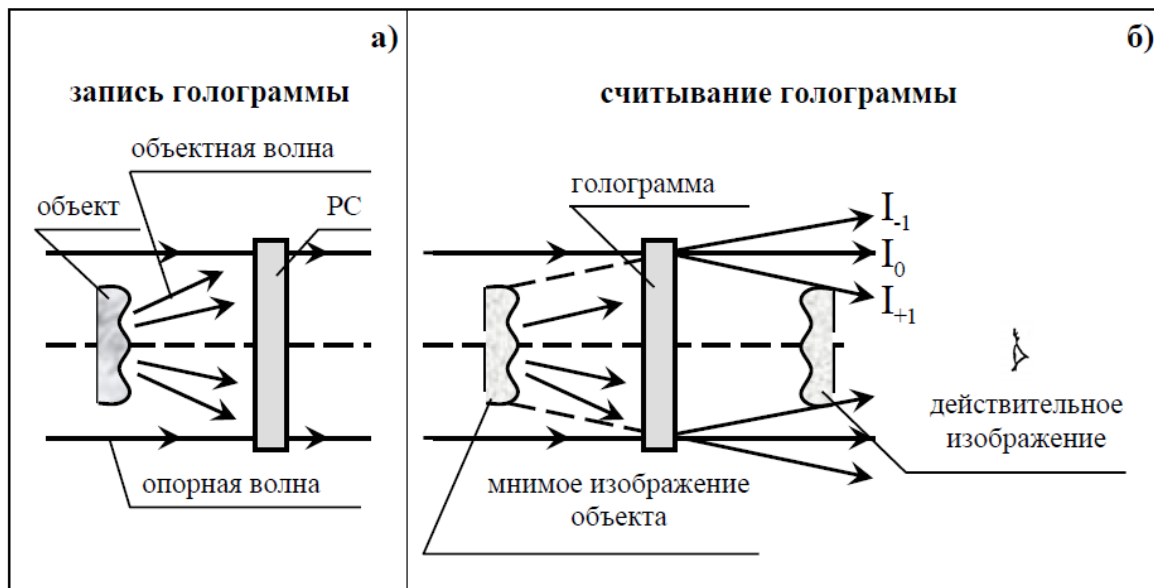 а)
запись голограммы
объектная волна
объект
РС
опорная волна
б)
считывание голограммы
голограмма
I-1
I0
I+1
действительное
изображение
мнимое изображение
объекта